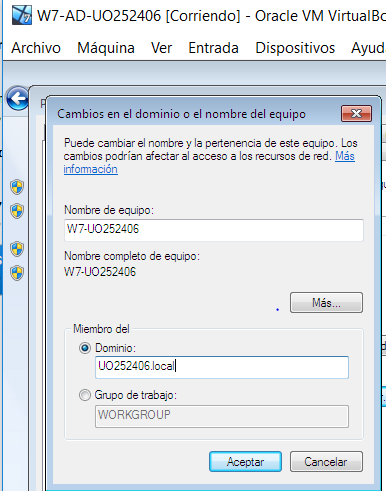 W7-AD-UO252406 [Corriendo] - Oracle VM VirtualBo
Archivo Máquina Ver Entrada Dispositivos Ayud
Cambios en el dominio o el nombre del equipo
Puede cambiar el nombre y la pertenencia de este equipo. Los
cambios podrían afectar al acceso a los recursos de red. Más
información
Nombre de equipo:
W7-UO252406
Nombre completo de equipo:
W7-UO252406
Más...
Miembro del
Dominio:
UO252406.local
Grupo de trabajo:
WORKGROUP
Aceptar Cancelar